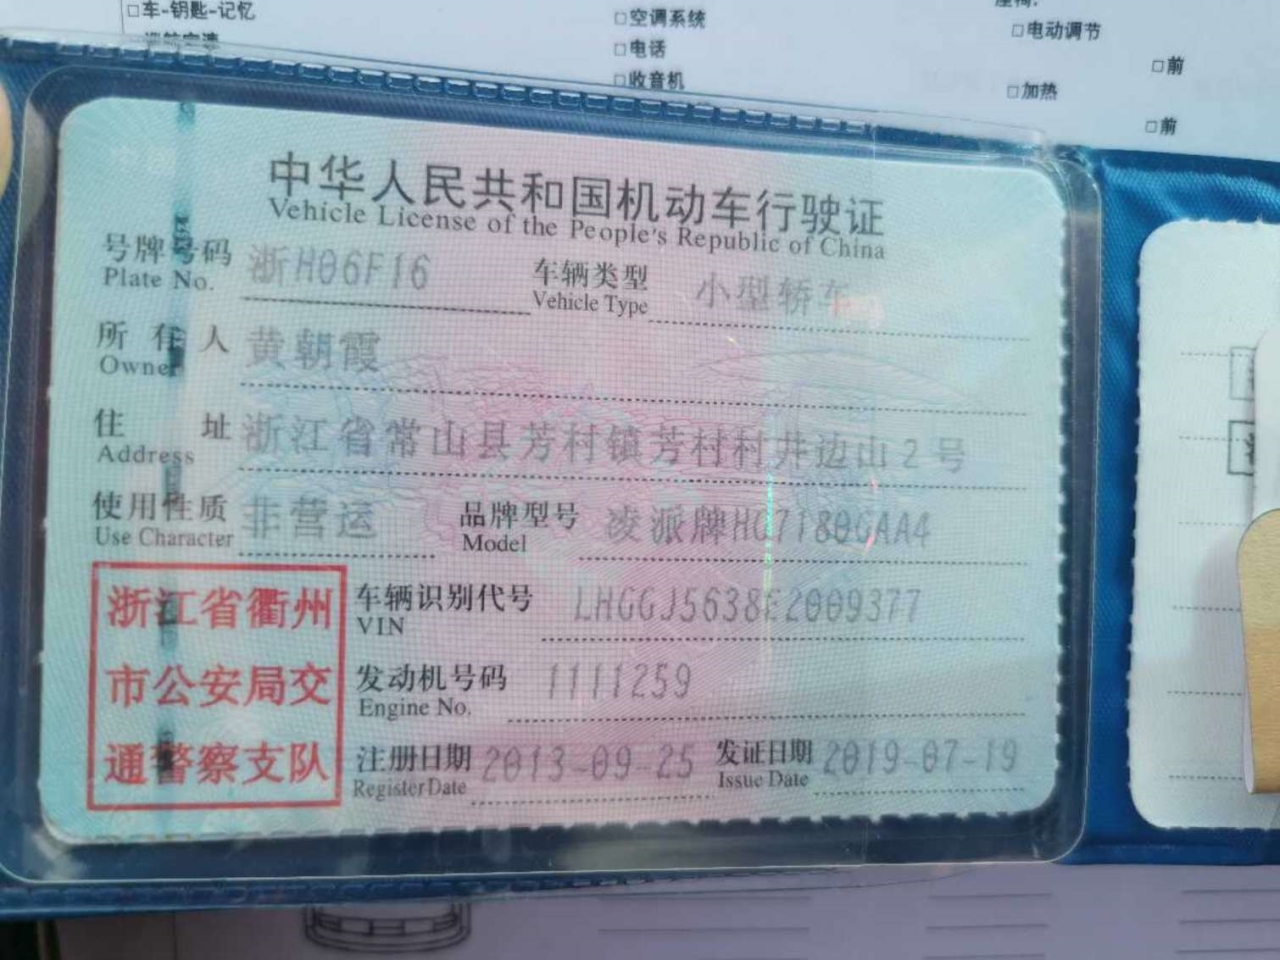 □车-钥匙-记忆
□空调系统
□电动调节
□电话
□前
□收音机
□加热
□前
中华人民共和国机动车行驶证
Vehicle License of the People's Republic of China
号牌号码 浙H06F16 车辆类型 小型轿车
Plate No. Vehicle Type
所有人 黄朝霞
Owner
住址 浙江省常山县芳村镇芳村村井边山2号
Address
使用性质 非营运 品牌型号 凌派牌HG7180GAA4
Use Character Model
浙江省衢州
市公安局交
通警察支队
车辆识别代号 LHGGJ5638E2009377
VIN
发动机号码 1111259
Engine No.
注册日期 2013-09-25 发证日期 2019-07-19
Register Date Issue Date